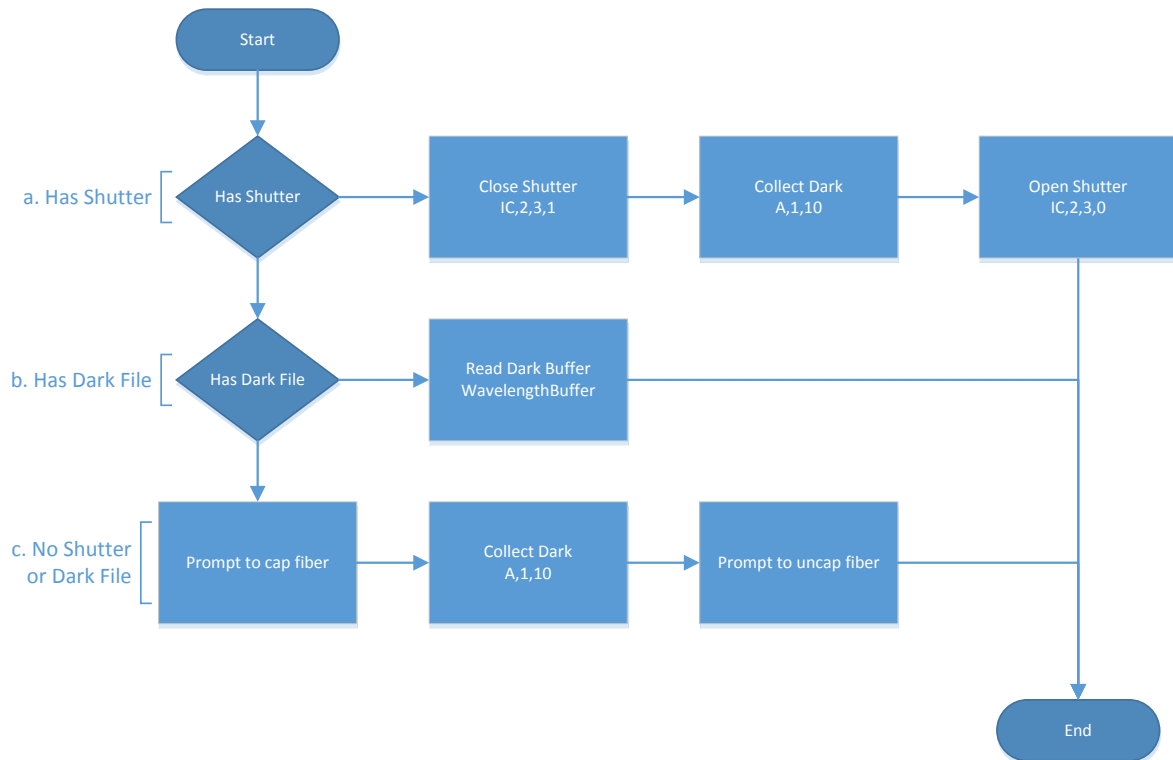 Start
a. Has Shutter
Has Shutter
Close Shutter
IC,2,3,1
Collect Dark
A,1,10
Open Shutter
IC,2,3,0
b. Has Dark File
Has Dark File
Read Dark Buffer
WavelengthBuffer
c. No Shutter
or Dark File
Prompt to cap fiber
Collect Dark
A,1,10
Prompt to uncap fiber
End